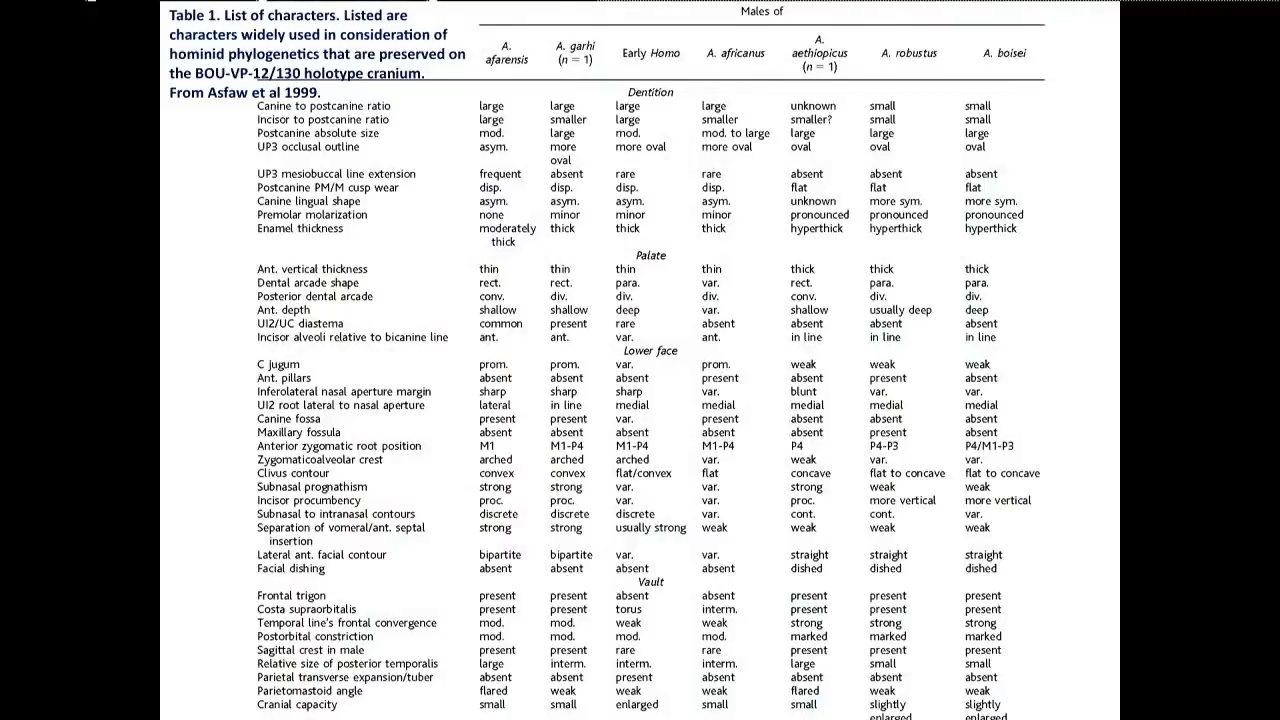 Table 1. List of characters. Listed are
characters widely used in consideration of
hominid phylogenetics that are preserved on
the BOU-VP-12/130 holotype cranium.
From Asfaw et al 1999.
Males of
A. afarensis A. garhi (n = 1) Early Homo A. africanus A. aethiopicus (n = 1) A. robustus A. boisei
Dentition
Canine to postcanine ratio large large large large unknown small small
Incisor to postcanine ratio large smaller large smaller smaller? small small
Postcanine absolute size mod. large mod. mod. to large large large large
UP3 occlusal outline asym. more oval more oval more oval oval oval oval
UP3 mesiobuccal line extension frequent absent rare rare absent absent absent
Postcanine PM/M cusp wear disp. disp. disp. disp. flat flat flat
Canine lingual shape asym. asym. asym. asym. unknown more sym. more sym.
Premolar molarization none minor minor minor pronounced pronounced pronounced
Enamel thickness moderately thick thick thick thick hyperthick hyperthick hyperthick
Palate
Ant. vertical thickness thin thin thin thin thick thick thick
Dental arcade shape rect. rect. para. var. rect. para. para.
Posterior dental arcade conv. div. div. div. conv. div. div.
Ant. depth shallow shallow deep var. shallow usually deep deep
UI2/UC diastema common present rare absent absent absent absent
Incisor alveoli relative to bicanine line ant. ant. var. ant. in line in line in line
Lower face
C jugum prom. prom. var. prom. weak weak weak
Ant. pillars absent absent absent present absent present absent
Inferolateral nasal aperture margin sharp sharp sharp var. blunt var. var.
UI2 root lateral to nasal aperture lateral in line medial medial medial medial medial
Canine fossa present present var. present absent absent absent
Maxillary fossula absent absent absent absent absent present absent
Anterior zygomatic root position M1 M1-P4 M1-P4 M1-P4 P4 P4-P3 P4/M1-P3
Zygomaticoalveolar crest arched arched arched var. weak var. var.
Clivus contour convex convex flat/convex flat concave flat to concave flat to concave
Subnasal prognathism strong strong var. var. strong weak weak
Incisor procumbency proc. proc. var. var. proc. more vertical more vertical
Subnasal to intranasal contours discrete discrete discrete var. cont. cont. var.
Separation of vomeral/ant. septal strong strong usually strong weak weak weak weak
insertion
Lateral ant. facial contour bipartite bipartite var. var. straight straight straight
Facial dishing absent absent absent absent dished dished dished
Vault
Frontal trigon present present absent absent present present present
Costa supraorbitalis present present torus interm. present present present
Temporal line's frontal convergence mod. mod. weak weak strong strong strong
Postorbital constriction mod. mod. mod. mod. marked marked marked
Sagittal crest in male present present rare rare present present present
Relative size of posterior temporalis large interm. interm. interm. large small small
Parietal transverse expansion/tuber absent absent present absent absent absent absent
Parietomastoid angle flared weak weak weak flared weak weak
Cranial capacity small small enlarged small small slightly enlarged slightly enlarged